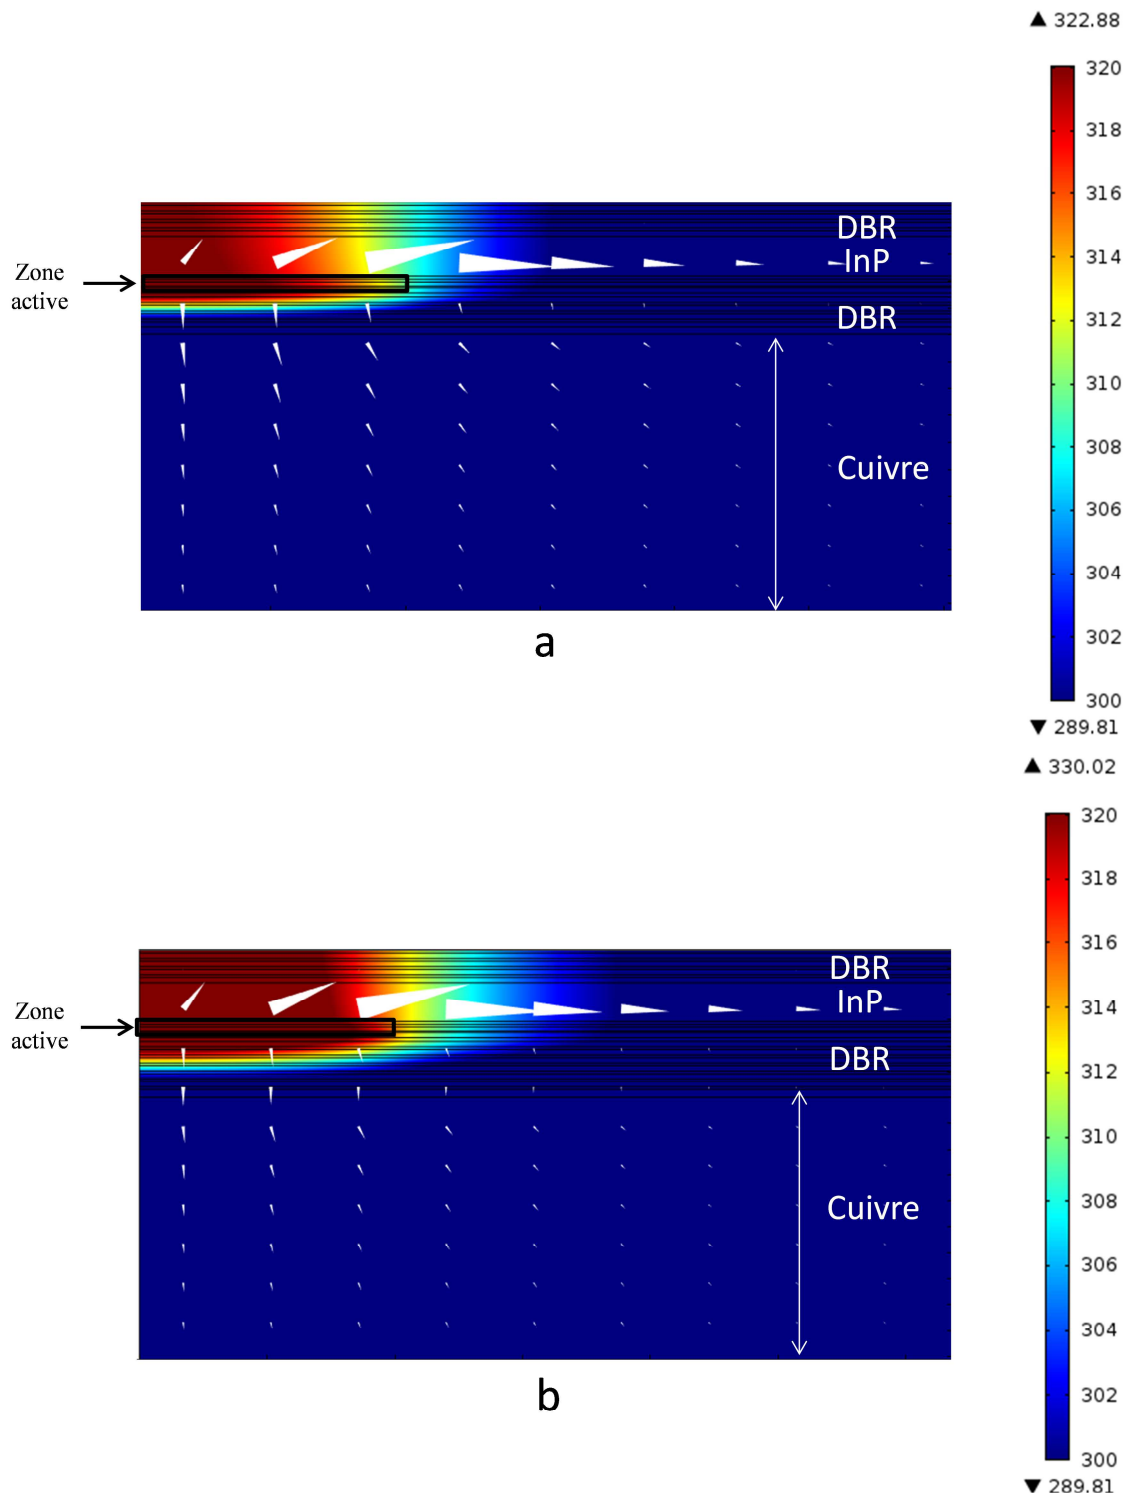 ▲ 322.88
320
318
316
314
312
310
308
306
304
302
300
▼ 289.81
DBR
InP
DBR
Zone
active
Cuivre
a
▲ 330.02
320
318
316
314
312
310
308
306
304
302
300
▼ 289.81
DBR
InP
DBR
Zone
active
Cuivre
b